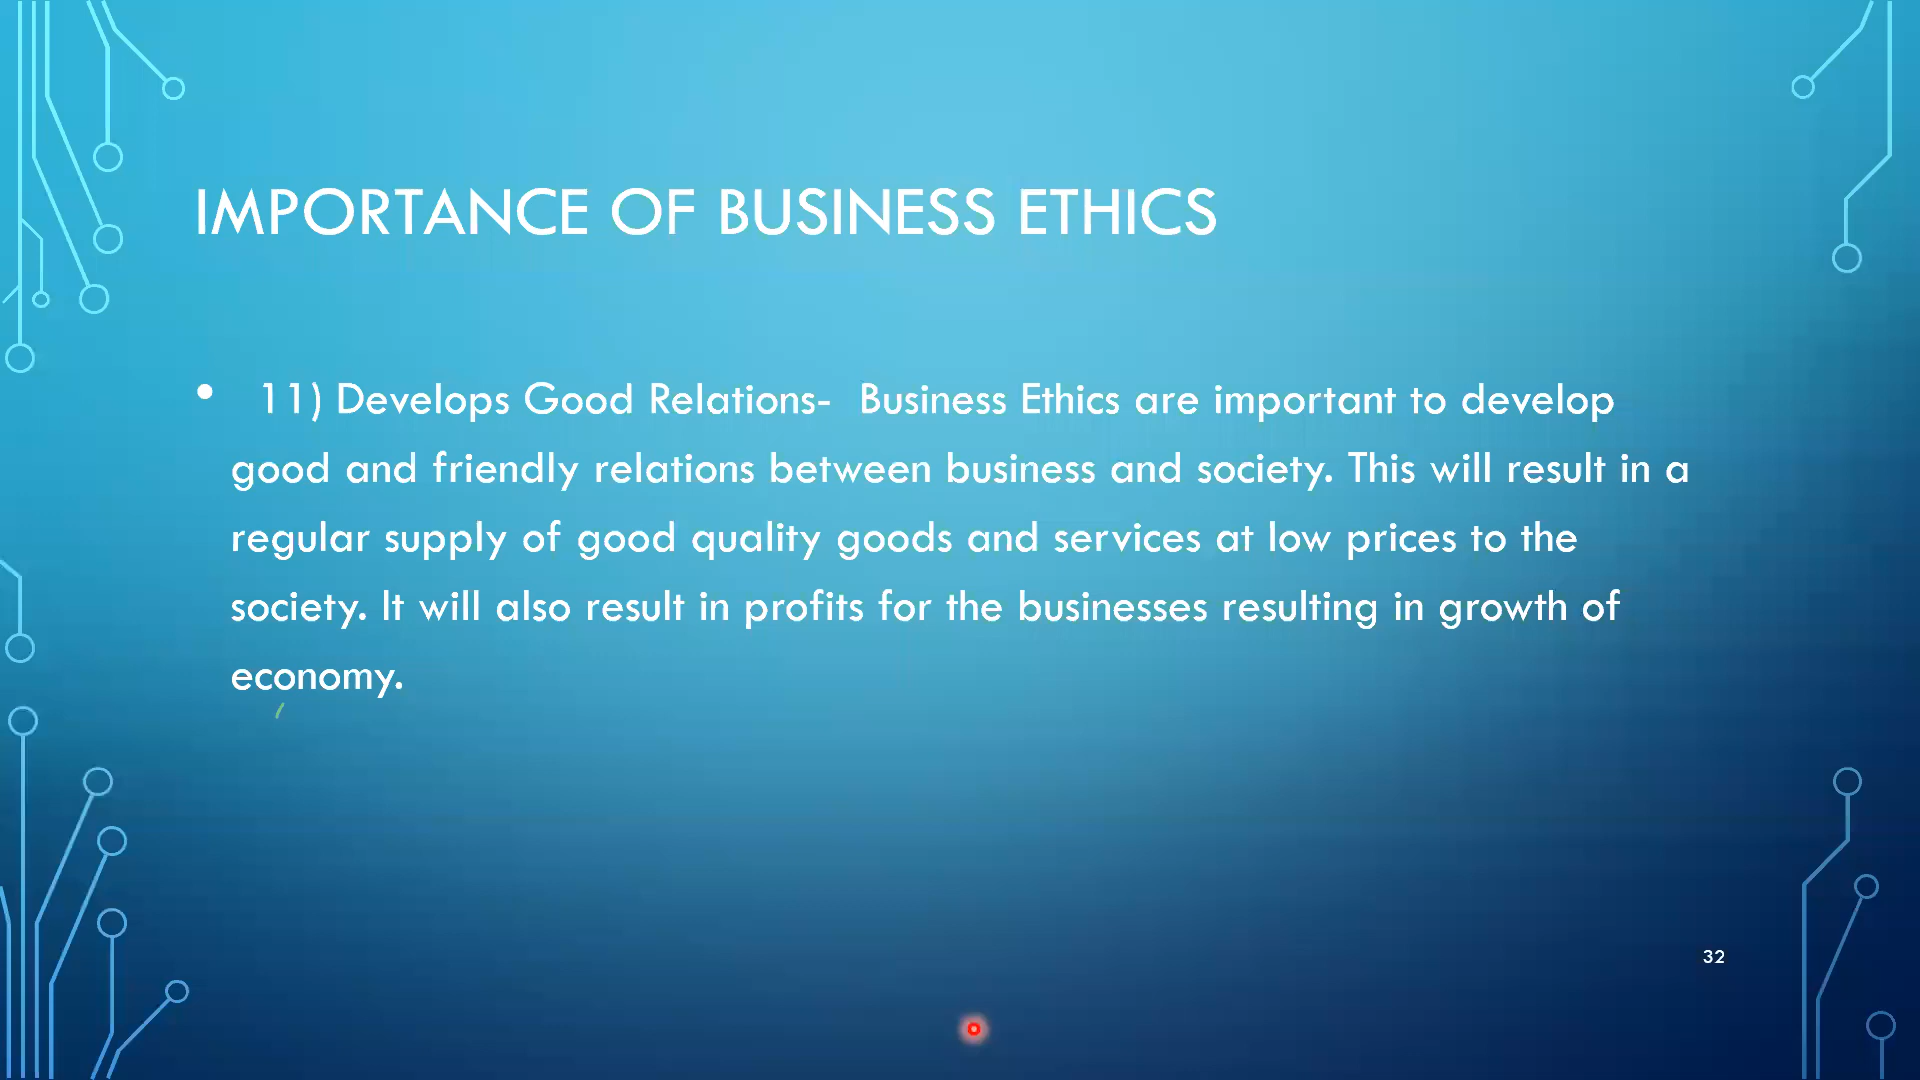 IMPORTANCE OF BUSINESS ETHICS
• 11) Develops Good Relations- Business Ethics are important to develop
good and friendly relations between business and society. This will result in a
regular supply of good quality goods and services at low prices to the
society. It will also result in profits for the businesses resulting in growth of
economy.
32